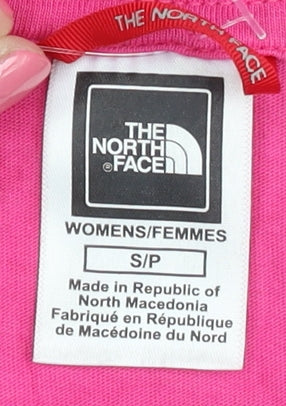 THE NORTH FACE
THE
NORTH
FACE
®
WOMENS/FEMMES
S/P
Made in Republic of
North Macedonia
Fabriqué en République
de Macédoine du Nord